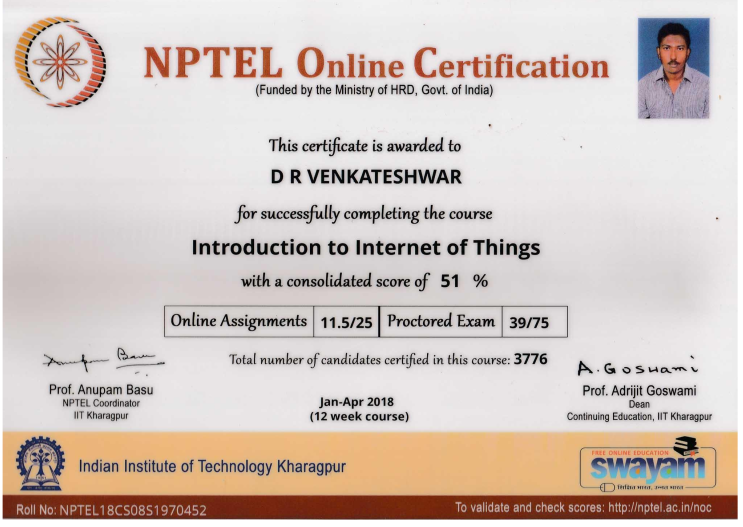 NPTEL Online Certification
(Funded by the Ministry of HRD, Govt. of India)
This certificate is awarded to
D R VENKATESHWAR
for successfully completing the course
Introduction to Internet of Things
with a consolidated score of 51 %
Online Assignments 11.5/25 Proctored Exam 39/75
Total number of candidates certified in this course: 3776
Anupam Basu
A. Goswami
Prof. Anupam Basu
NPTEL Coordinator
IIT Kharagpur
Jan-Apr 2018
(12 week course)
Prof. Adrijit Goswami
Dean
Continuing Education, IIT Kharagpur
Indian Institute of Technology Kharagpur
FREE ONLINE EDUCATION
swayam
शिक्षित भारत, उन्नत भारत
Roll No: NPTEL18CS08S1970452
To validate and check scores: http://nptel.ac.in/noc